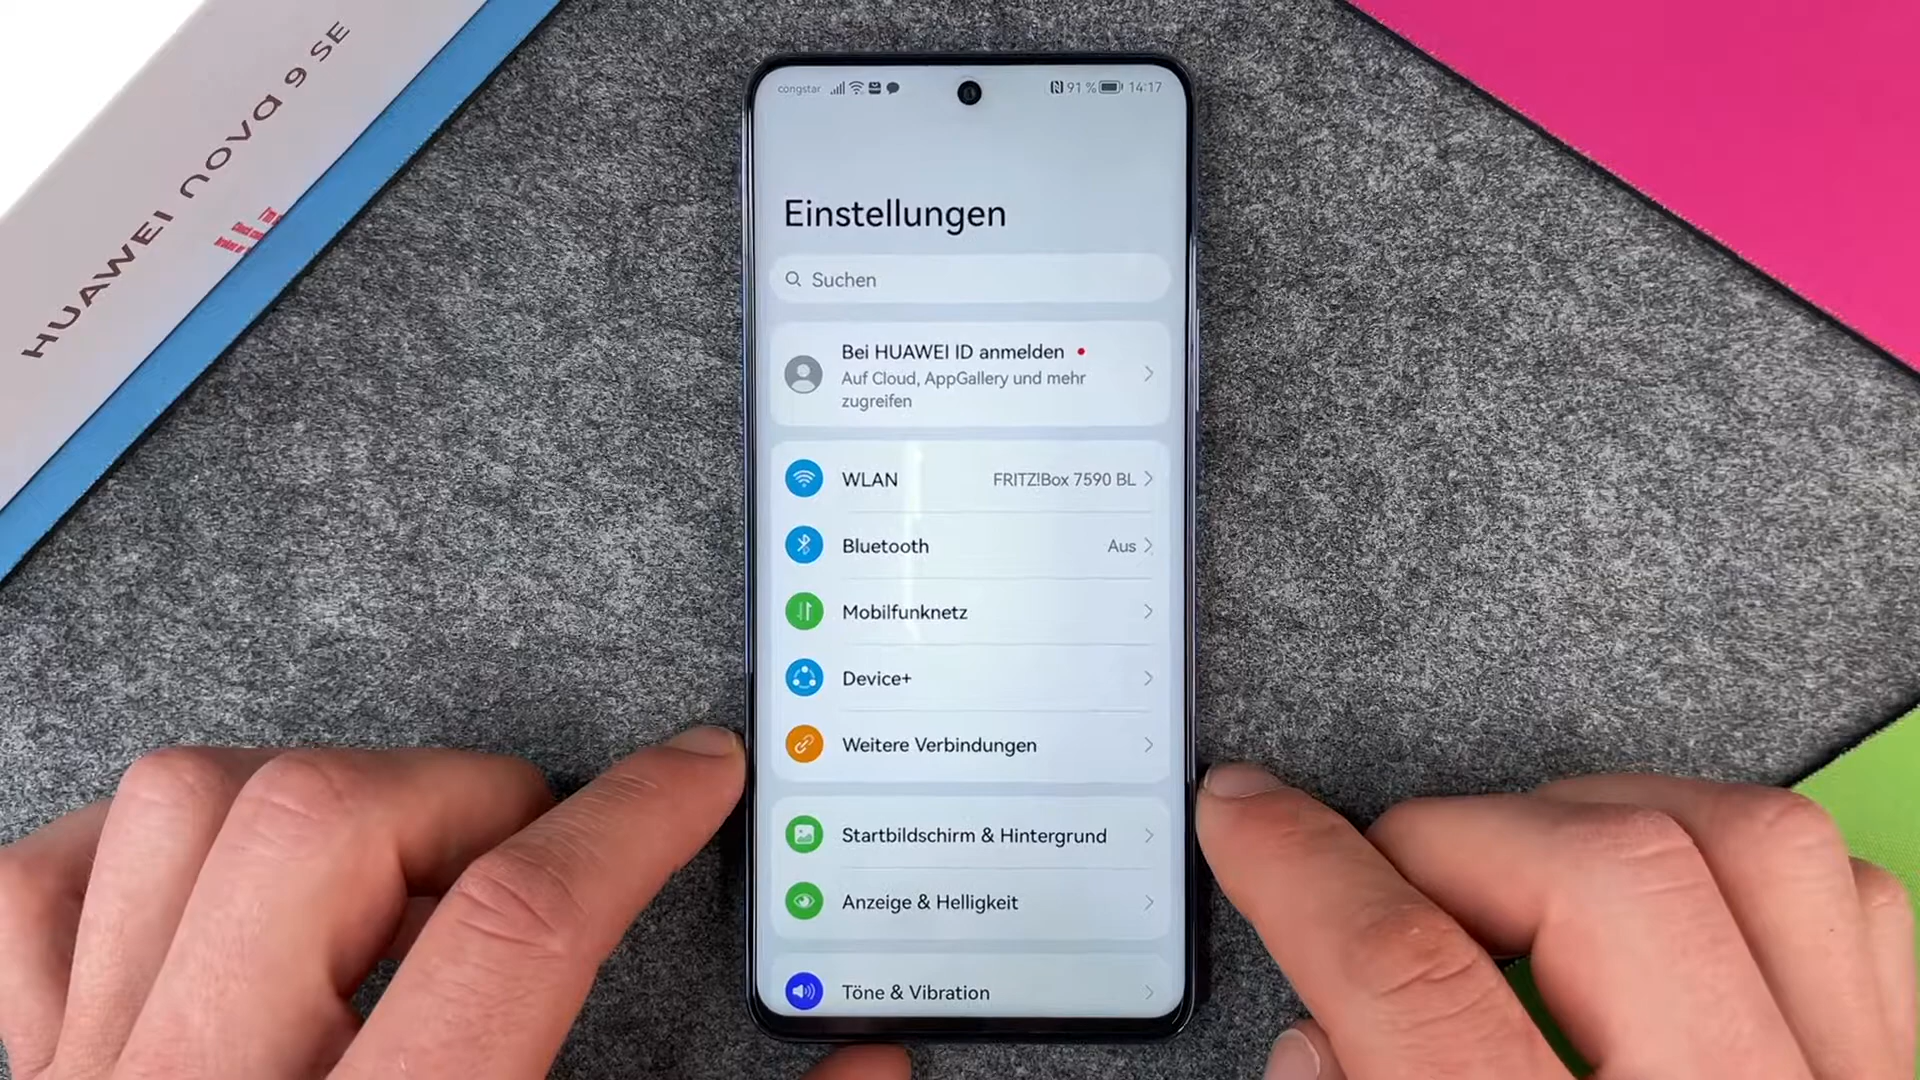 HUAWEI nova 9 SE
congstar
91 % 14:17
Einstellungen
Suchen
Bei HUAWEI ID anmelden
Auf Cloud, AppGallery und mehr
zugreifen
WLAN FRITZ!Box 7590 BL
Bluetooth Aus
Mobilfunknetz
Device+
Weitere Verbindungen
Startbildschirm & Hintergrund
Anzeige & Helligkeit
Töne & Vibration